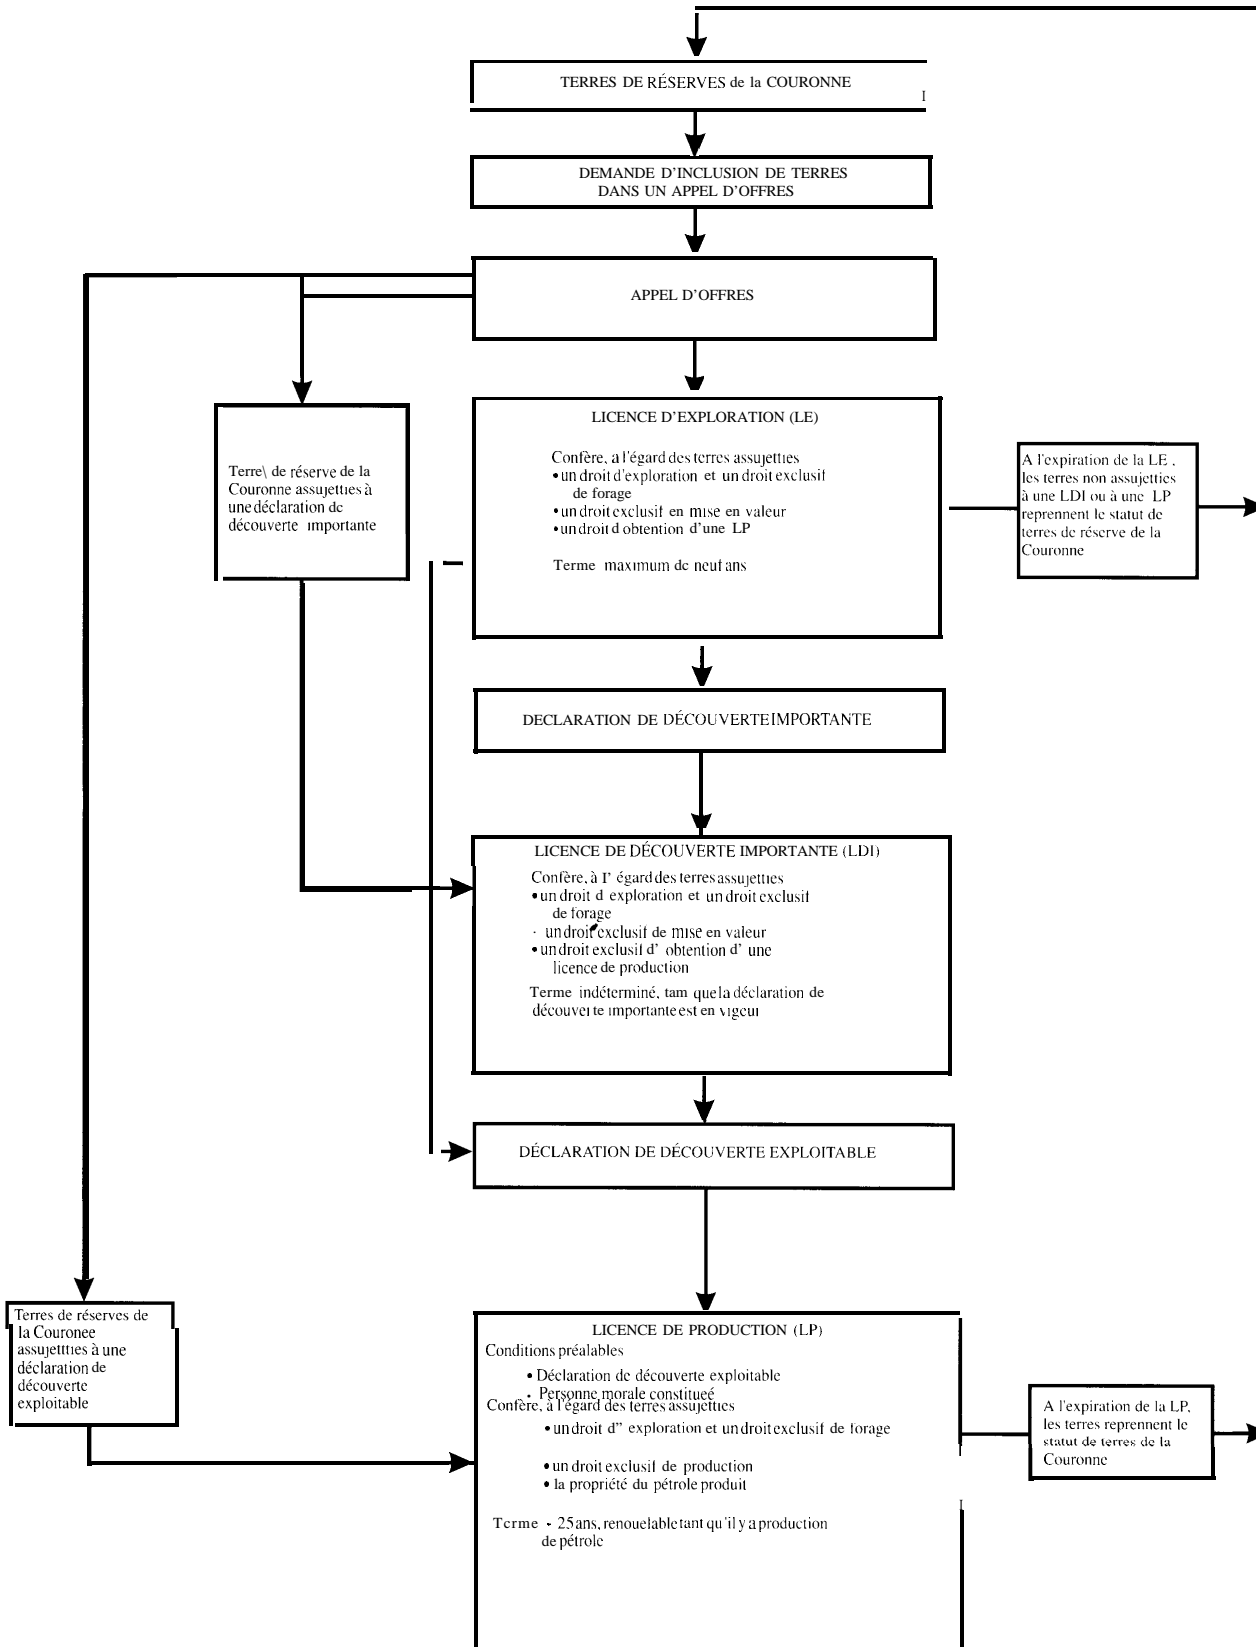 TERRES DE RÉSERVES de la COURONNE
DEMANDE D'INCLUSION DE TERRES
DANS UN APPEL D'OFFRES
APPEL D'OFFRES
LICENCE D'EXPLORATION (LE)
Confère, a l'égard des terres assujetties
• un droit d'exploration et un droit exclusif
de forage
• un droit exclusif en mise en valeur
• un droit d obtention d'une LP
Terme maximum de neuf ans
Terre\ de réserve de la
Couronne assujetties à
une déclaration de
découverte importante
A l'expiration de la LE ,
les terres non assujetties
à une LDI ou à une LP
reprennent le statut de
terres de réserve de la
Couronne
DECLARATION DE DÉCOUVERTE IMPORTANTE
LICENCE DE DÉCOUVERTE IMPORTANTE (LDI)
Confère, à l' égard des terres assujetties
• un droit d exploration et un droit exclusif
de forage
· un droit exclusif de mise en valeur
• un droit exclusif d' obtention d' une
licence de production
Terme indéterminé, tam que la déclaration de
découverte importante est en vigeur
DÉCLARATION DE DÉCOUVERTE EXPLOITABLE
Terres de réserves de
la Couronee
assujettties à une
déclaration de
découverte
exploitable
LICENCE DE PRODUCTION (LP)
Conditions préalables
• Déclaration de découverte exploitable
• Personne morale constitueé
Confère, à l'égard des terres assujetties
• un droit d'' exploration et un droit exclusif de forage
• un droit exclusif de production
• la propriété du pétrole produit
Terme - 25 ans, renouelable tant qu'il y a production
de pétrole
A l'expiration de la LP,
les terres reprennent le
statut de terres de la
Couronne